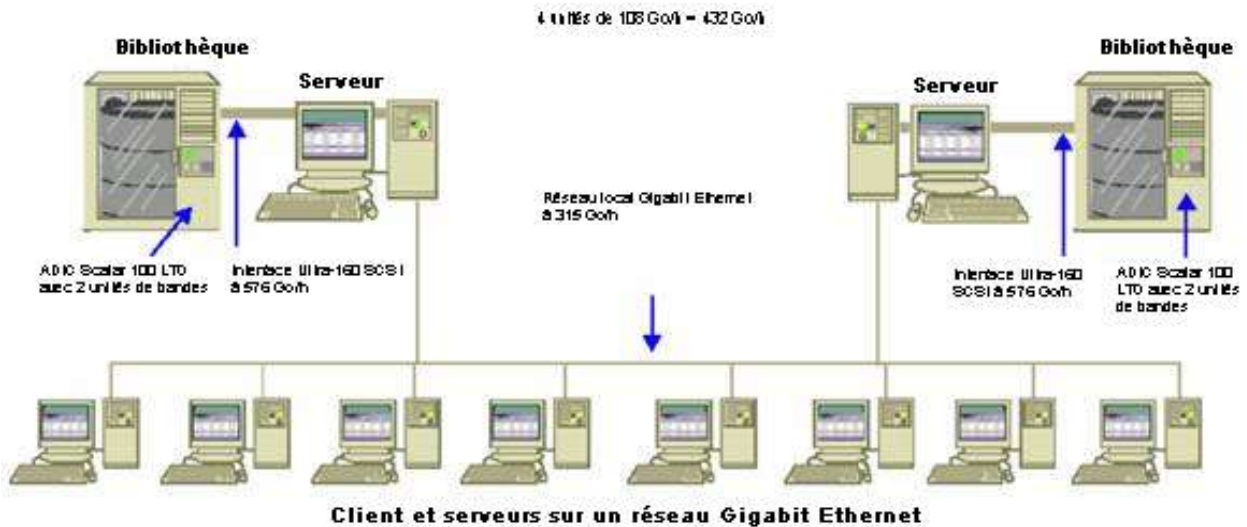 4 unités de 108 Go/h = 432 Go/h
Bibliothèque
Serveur
Bibliothèque
Serveur
Réseau local Gigabit Ethernet
à 315 Go/h
ADIC Scalar 100 LTO
avec 2 unités de bandes
Interface Ultra-160 SCSI
à 576 Go/h
Interface Ultra-160
SCSI à 576 Go/h
ADIC Scalar 100
LTO avec 2 unités
de bandes
Client et serveurs sur un réseau Gigabit Ethernet